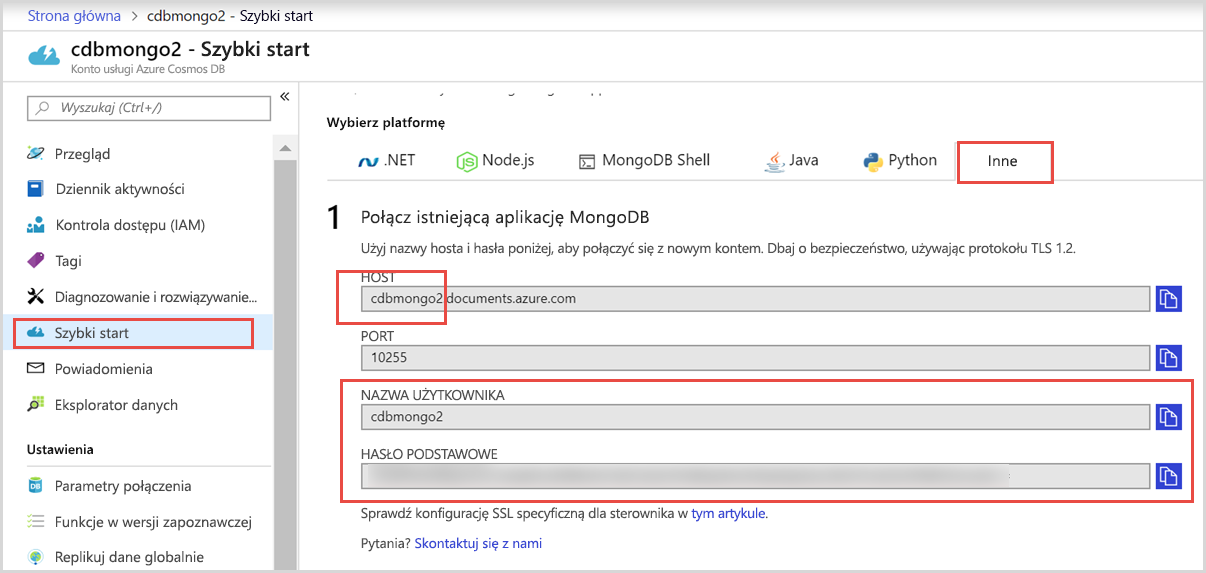 Strona główna > cdbmongo2 - Szybki start
cdbmongo2 - Szybki start
Konto usługi Azure Cosmos DB
Wyszukaj (Ctrl+/)
«
Przegląd
Dziennik aktywności
Kontrola dostępu (IAM)
Tagi
Diagnozowanie i rozwiązywanie...
Szybki start
Powiadomienia
Eksplorator danych
Ustawienia
Parametry połączenia
Funkcje w wersji zapoznawczej
Replikuj dane globalnie
Wybierz platformę
.NET
Node.js
MongoDB Shell
Java
Python
Inne
1 Połącz istniejącą aplikację MongoDB
Użyj nazwy hosta i hasła poniżej, aby połączyć się z nowym kontem. Dbaj o bezpieczeństwo, używając protokołu TLS 1.2.
HOST
cdbmongo2.documents.azure.com
PORT
10255
NAZWA UŻYTKOWNIKA
cdbmongo2
HASŁO PODSTAWOWE
Sprawdź konfigurację SSL specyficzną dla sterownika w tym artykule.
Pytania? Skontaktuj się z nami